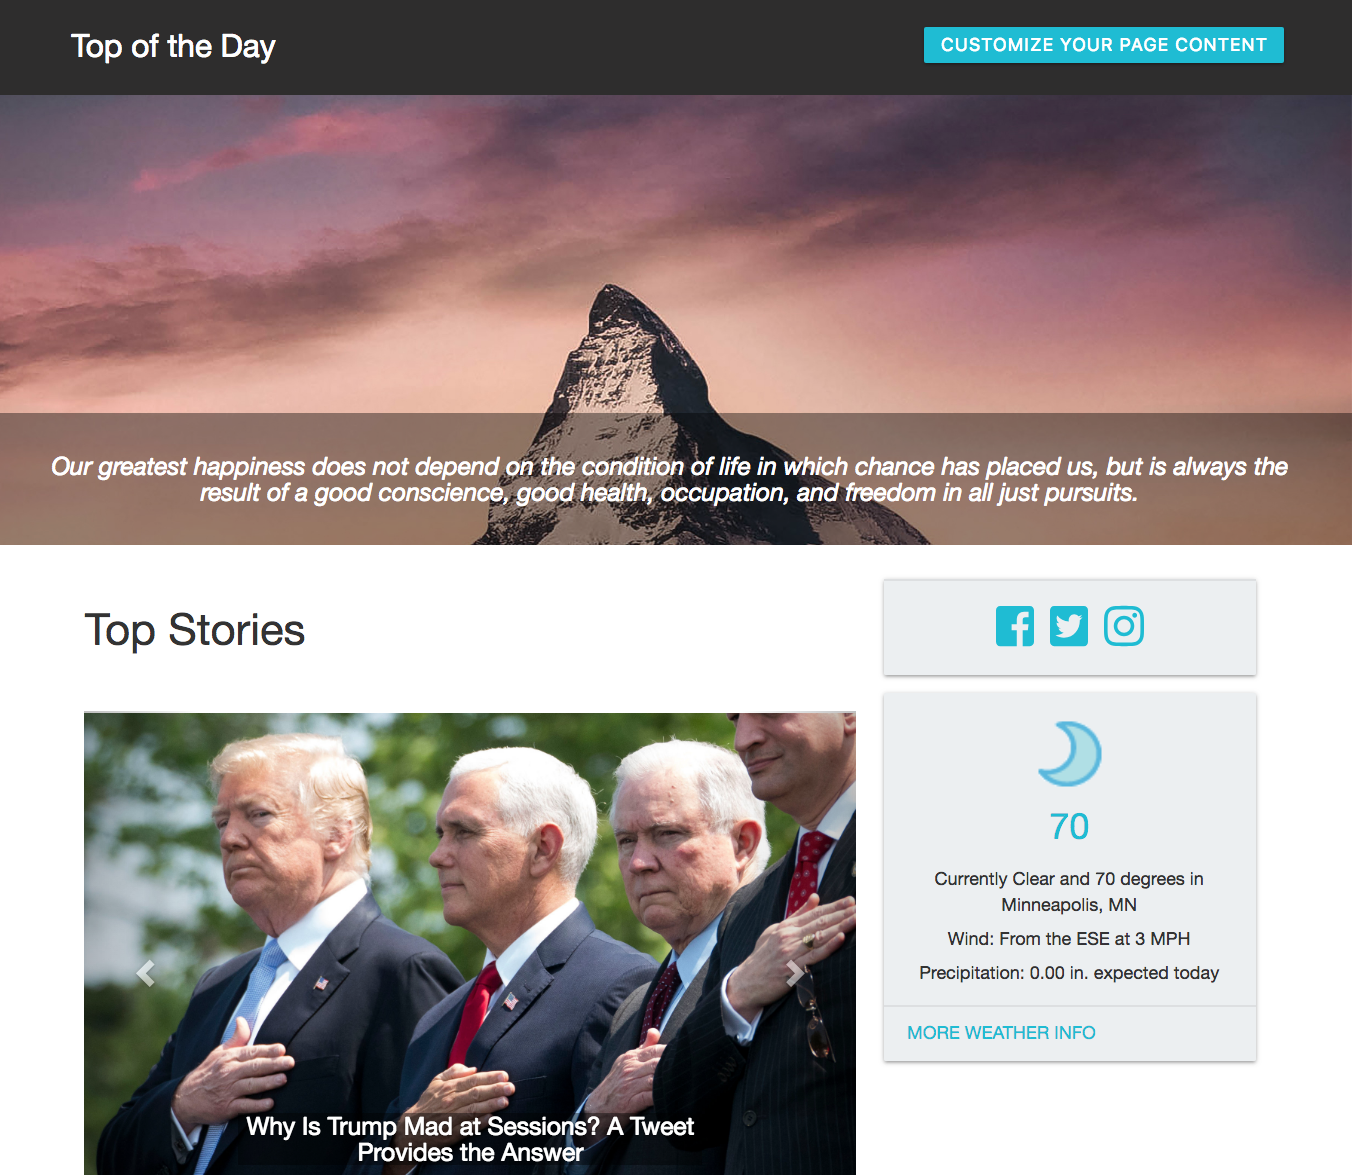 Top of the Day
CUSTOMIZE YOUR PAGE CONTENT
Our greatest happiness does not depend on the condition of life in which chance has placed us, but is always the
result of a good conscience, good health, occupation, and freedom in all just pursuits.
Top Stories
Why Is Trump Mad at Sessions? A Tweet
Provides the Answer
70
Currently Clear and 70 degrees in
Minneapolis, MN
Wind: From the ESE at 3 MPH
Precipitation: 0.00 in. expected today
MORE WEATHER INFO